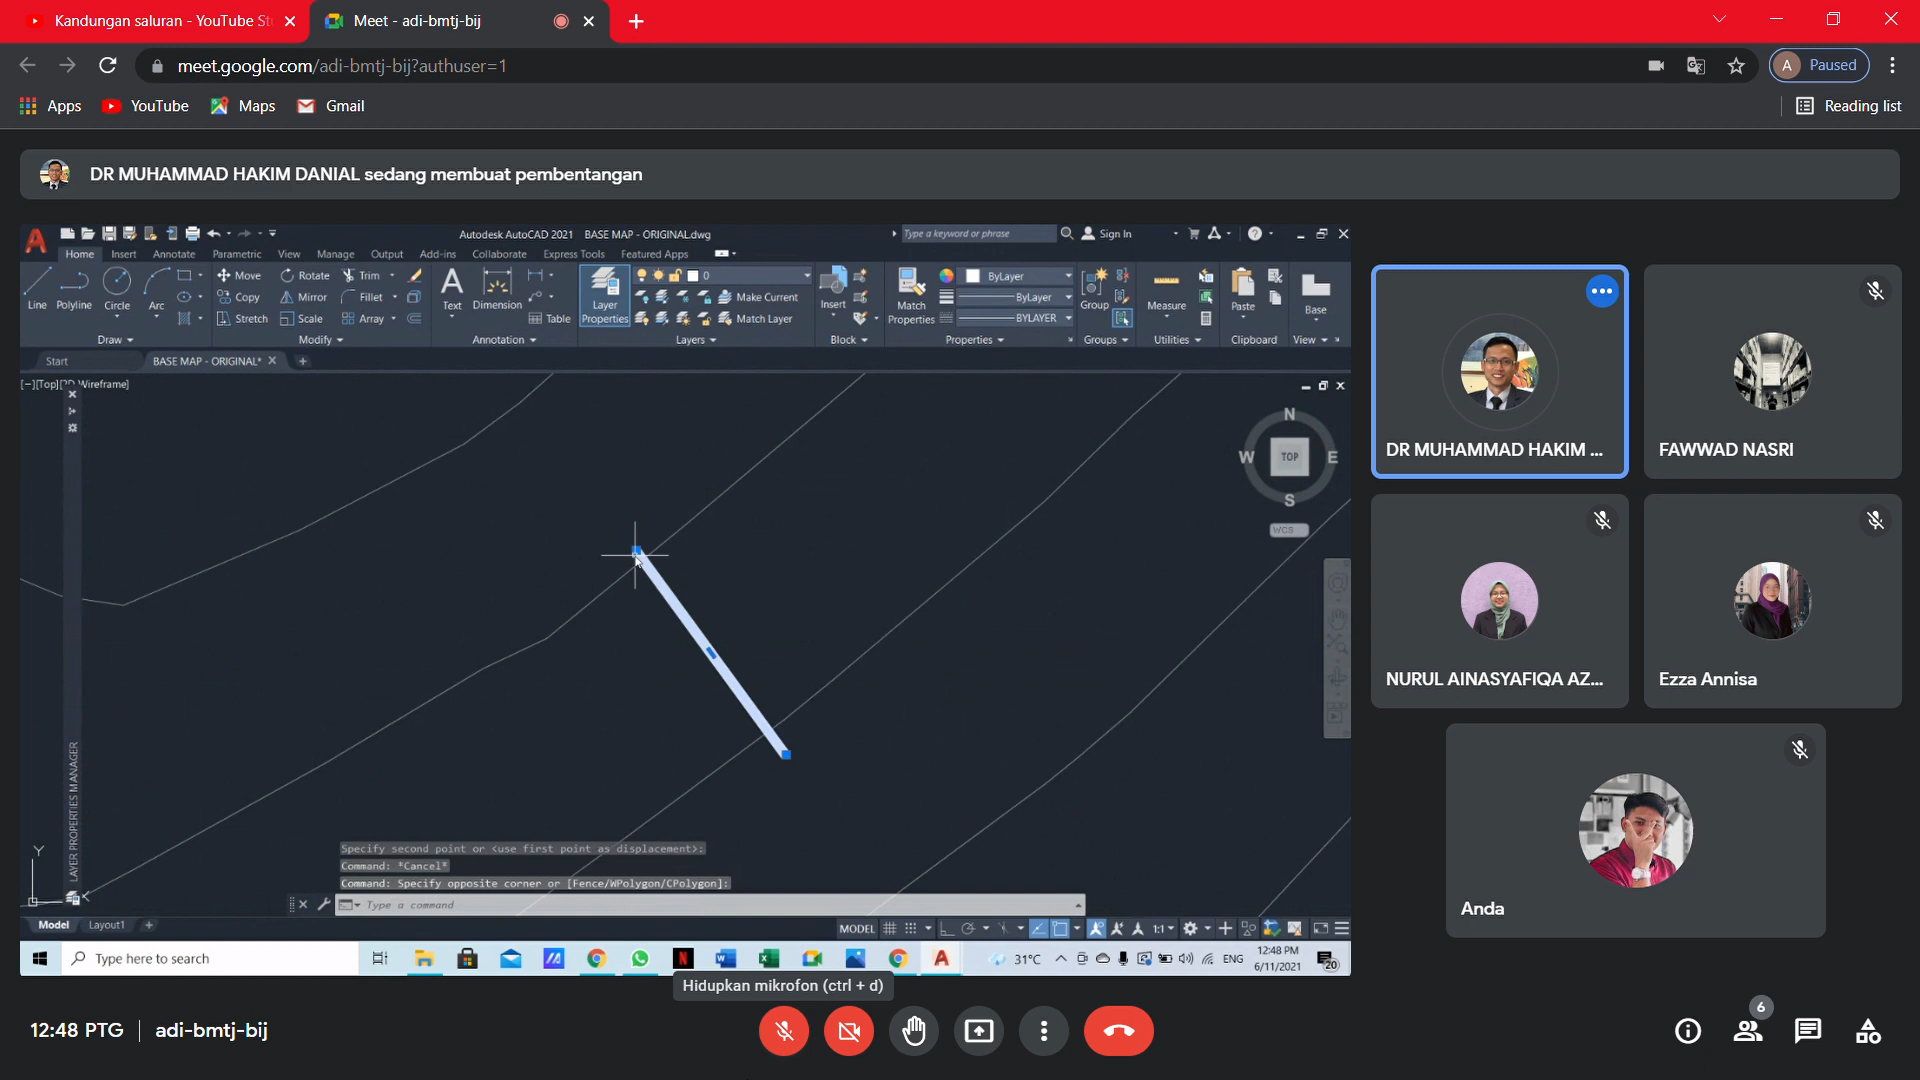 Kandungan saluran - YouTube St
Meet - adi-bmtj-bij
meet.google.com/adi-bmtj-bij?authuser=1
A Paused
Apps YouTube Maps Gmail
Reading list
DR MUHAMMAD HAKIM DANIAL sedang membuat pembentangan
Autodesk AutoCAD 2021 BASE MAP - ORIGINAL.dwg
Type a keyword or phrase
Sign In
Home Insert Annotate Parametric View Manage Output Add-ins Collaborate Express Tools Featured Apps
Move Rotate Trim
0
ByLayer
Line Polyline Circle Arc
Copy Mirror Fillet
Text Dimension
Layer Properties
Make Current
Insert
Match Properties
ByLayer
Group
Measure
Paste
Base
Stretch Scale Array
Table
Match Layer
BYLAYER
Draw Modify Annotation Layers Block Properties Groups Utilities Clipboard View
Start BASE MAP - ORIGINAL*
[−][Top][2D Wireframe]
N
W TOP E
S
WCS
LAYER PROPERTIES MANAGER
Y
Specify second point or <use first point as displacement>:
Command: *Cancel*
Command: Specify opposite corner or [Fence/WPolygon/CPolygon]:
Type a command
Model Layout1
MODEL
1:1
Type here to search
31°C
ENG
12:48 PM
6/11/2021
20
DR MUHAMMAD HAKIM ...
FAWWAD NASRI
NURUL AINASYAFIQA AZ...
Ezza Annisa
Anda
Hidupkan mikrofon (ctrl + d)
12:48 PTG adi-bmtj-bij
6